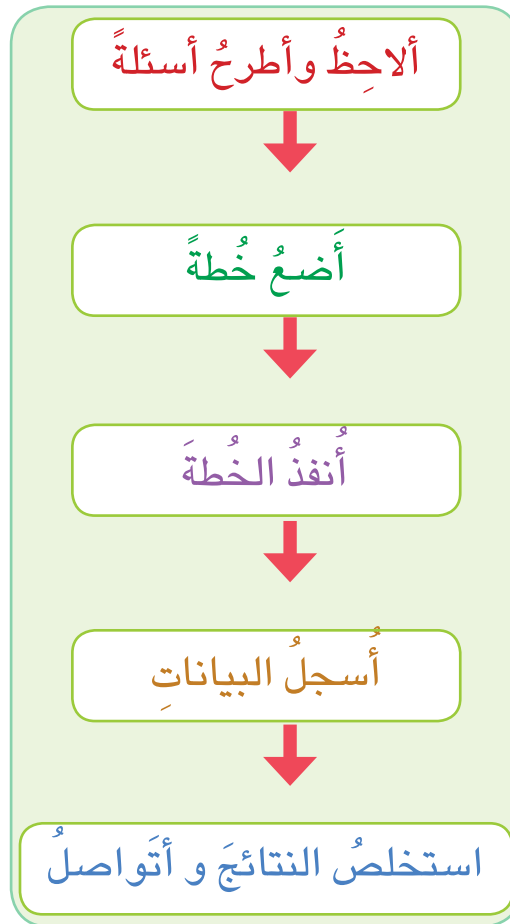 ألاحِظُ وأطرحُ أسئلةً
أَضعُ خُطةً
أُنفذُ الخُطةَ
أُسجلُ البياناتِ
استخلصُ النتائجَ و أتَواصلُ